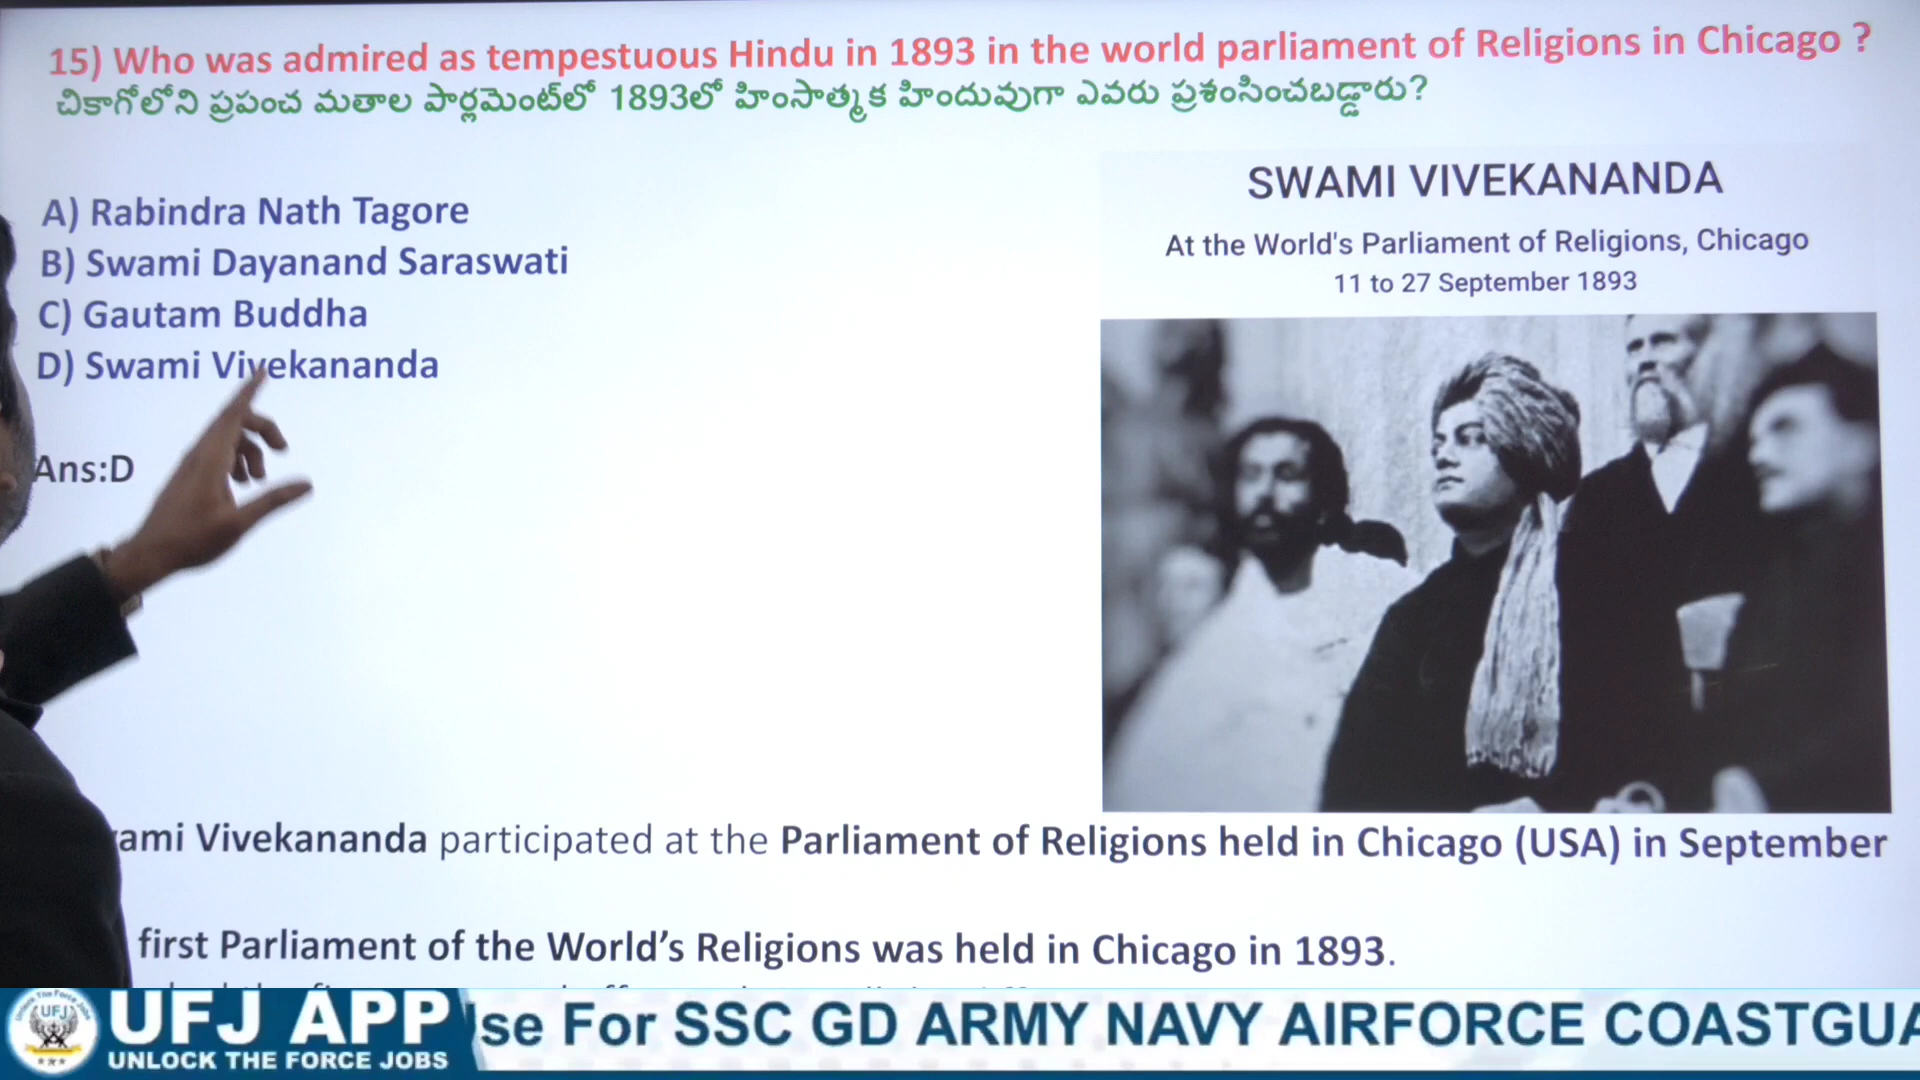 15) Who was admired as tempestuous Hindu in 1893 in the world parliament of Religions in Chicago ?
చికాగోలోని ప్రపంచ మతాల పార్లమెంట్‌లో 1893లో హింసాత్మక హిందువుగా ఎవరు ప్రశంసించబడ్డారు?
A) Rabindra Nath Tagore
B) Swami Dayanand Saraswati
C) Gautam Buddha
D) Swami Vivekananda
Ans:D
SWAMI VIVEKANANDA
At the World's Parliament of Religions, Chicago
11 to 27 September 1893
ami Vivekananda participated at the Parliament of Religions held in Chicago (USA) in September
first Parliament of the World’s Religions was held in Chicago in 1893.
UFJ
UFJ APP
UNLOCK THE FORCE JOBS
se For SSC GD ARMY NAVY AIRFORCE COASTGUA